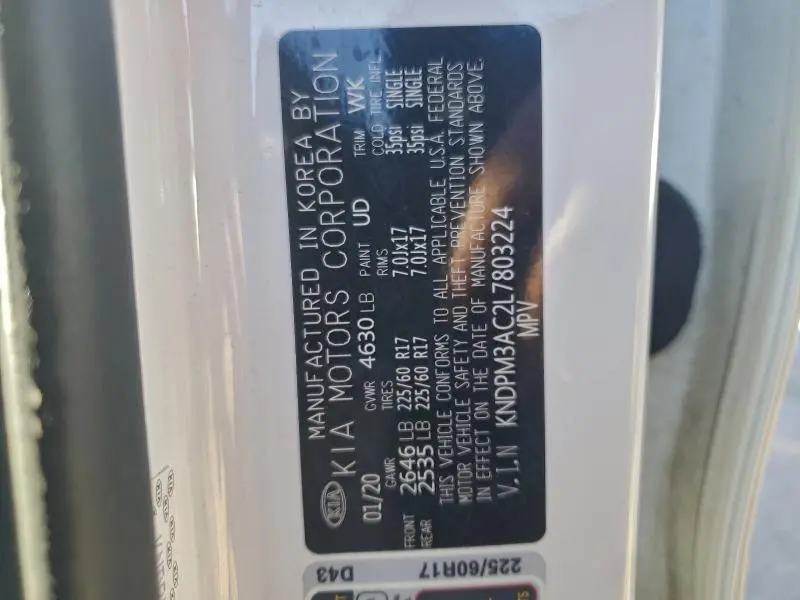 MANUFACTURED IN KOREA BY
KIA KIA MOTORS CORPORATION
01/20 GVWR 4630 LB PAINT UD TRIM WK
GAWR TIRES RIMS COLD TIRE INFL.
FRONT 2646 LB 225/60 R17 7.0Jx17 35psi SINGLE
REAR 2535 LB 225/60 R17 7.0Jx17 35psi SINGLE
THIS VEHICLE CONFORMS TO ALL APPLICABLE U.S.A. FEDERAL
MOTOR VEHICLE SAFETY AND THEFT PREVENTION STANDARDS
IN EFFECT ON THE DATE OF MANUFACTURE SHOWN ABOVE.
V.I.N KNDPM3AC2L7803224
MPV
D43 225/60R17